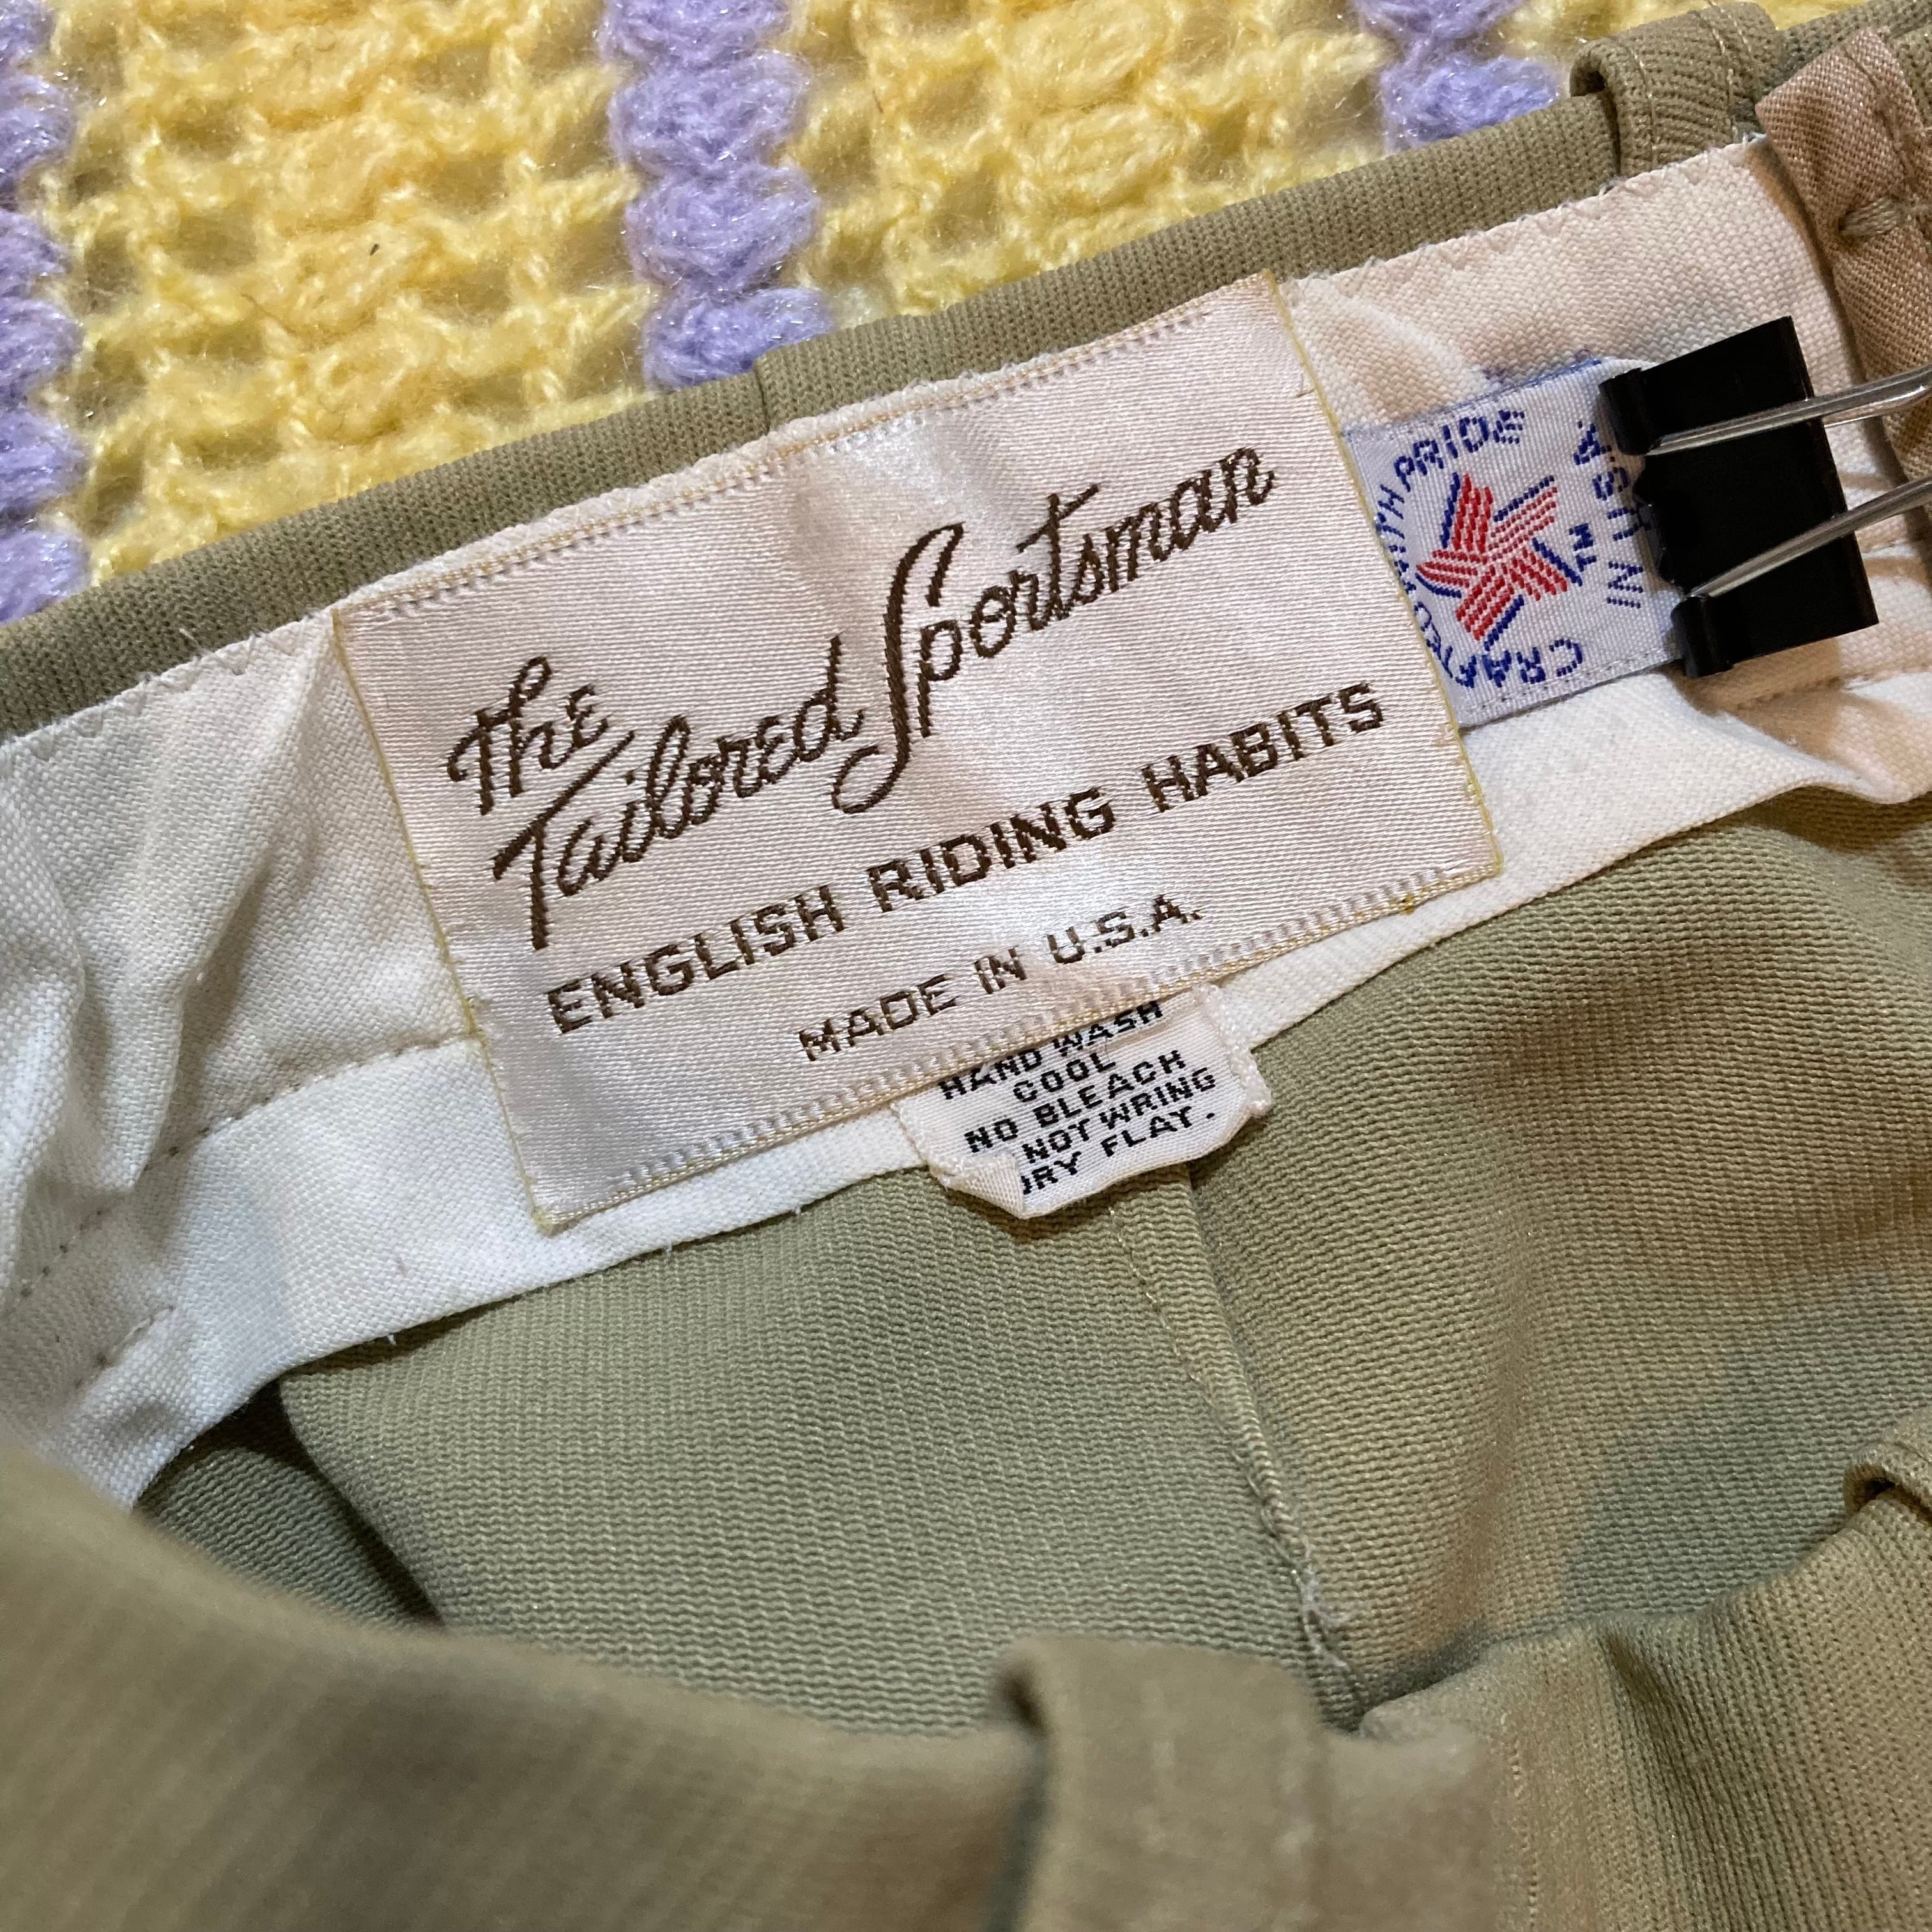 The
Tailored Sportsman
ENGLISH RIDING HABITS
MADE IN U.S.A.
CRAFTED WITH PRIDE
IN U.S.A.
TM
HAND WASH
COOL
NO BLEACH
NOT WRING
DRY FLAT.